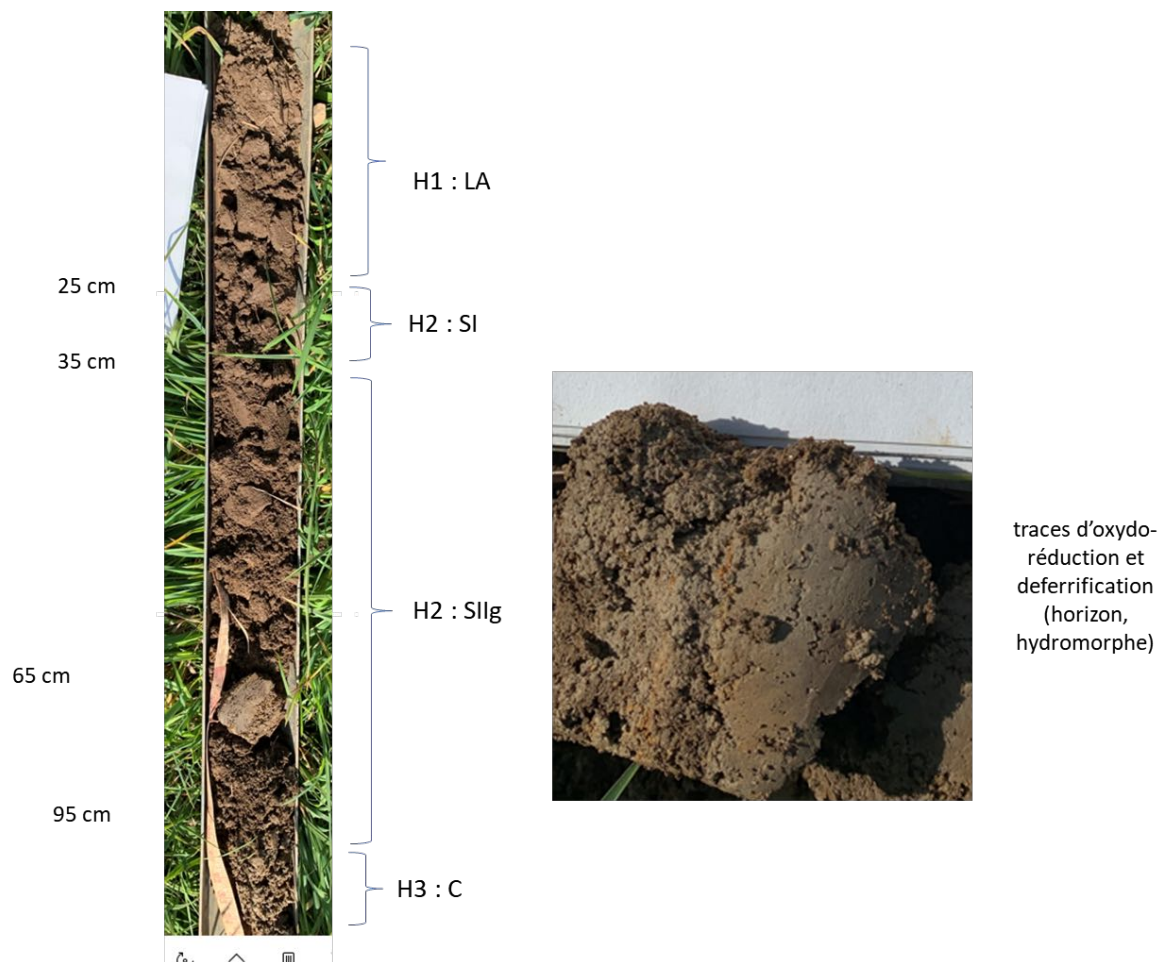 H1 : LA
25 cm
H2 : SI
35 cm
traces d’oxydo-
réduction et
deferrification
(horizon,
hydromorphe)
H2 : SIIg
65 cm
95 cm
H3 : C